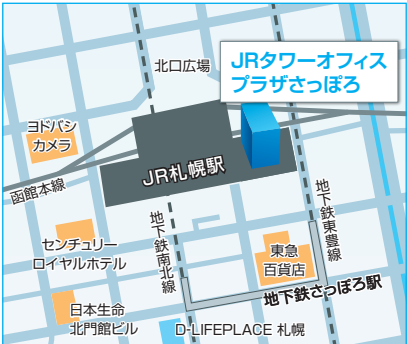 北口広場
JRタワーオフィス
プラザさっぽろ
ヨドバシ
カメラ
JR札幌駅
函館本線
地下鉄南北線
地下鉄東豊線
センチュリー
ロイヤルホテル
東急
百貨店
地下鉄さっぽろ駅
日本生命
北門館ビル
D-LIFEPLACE 札幌